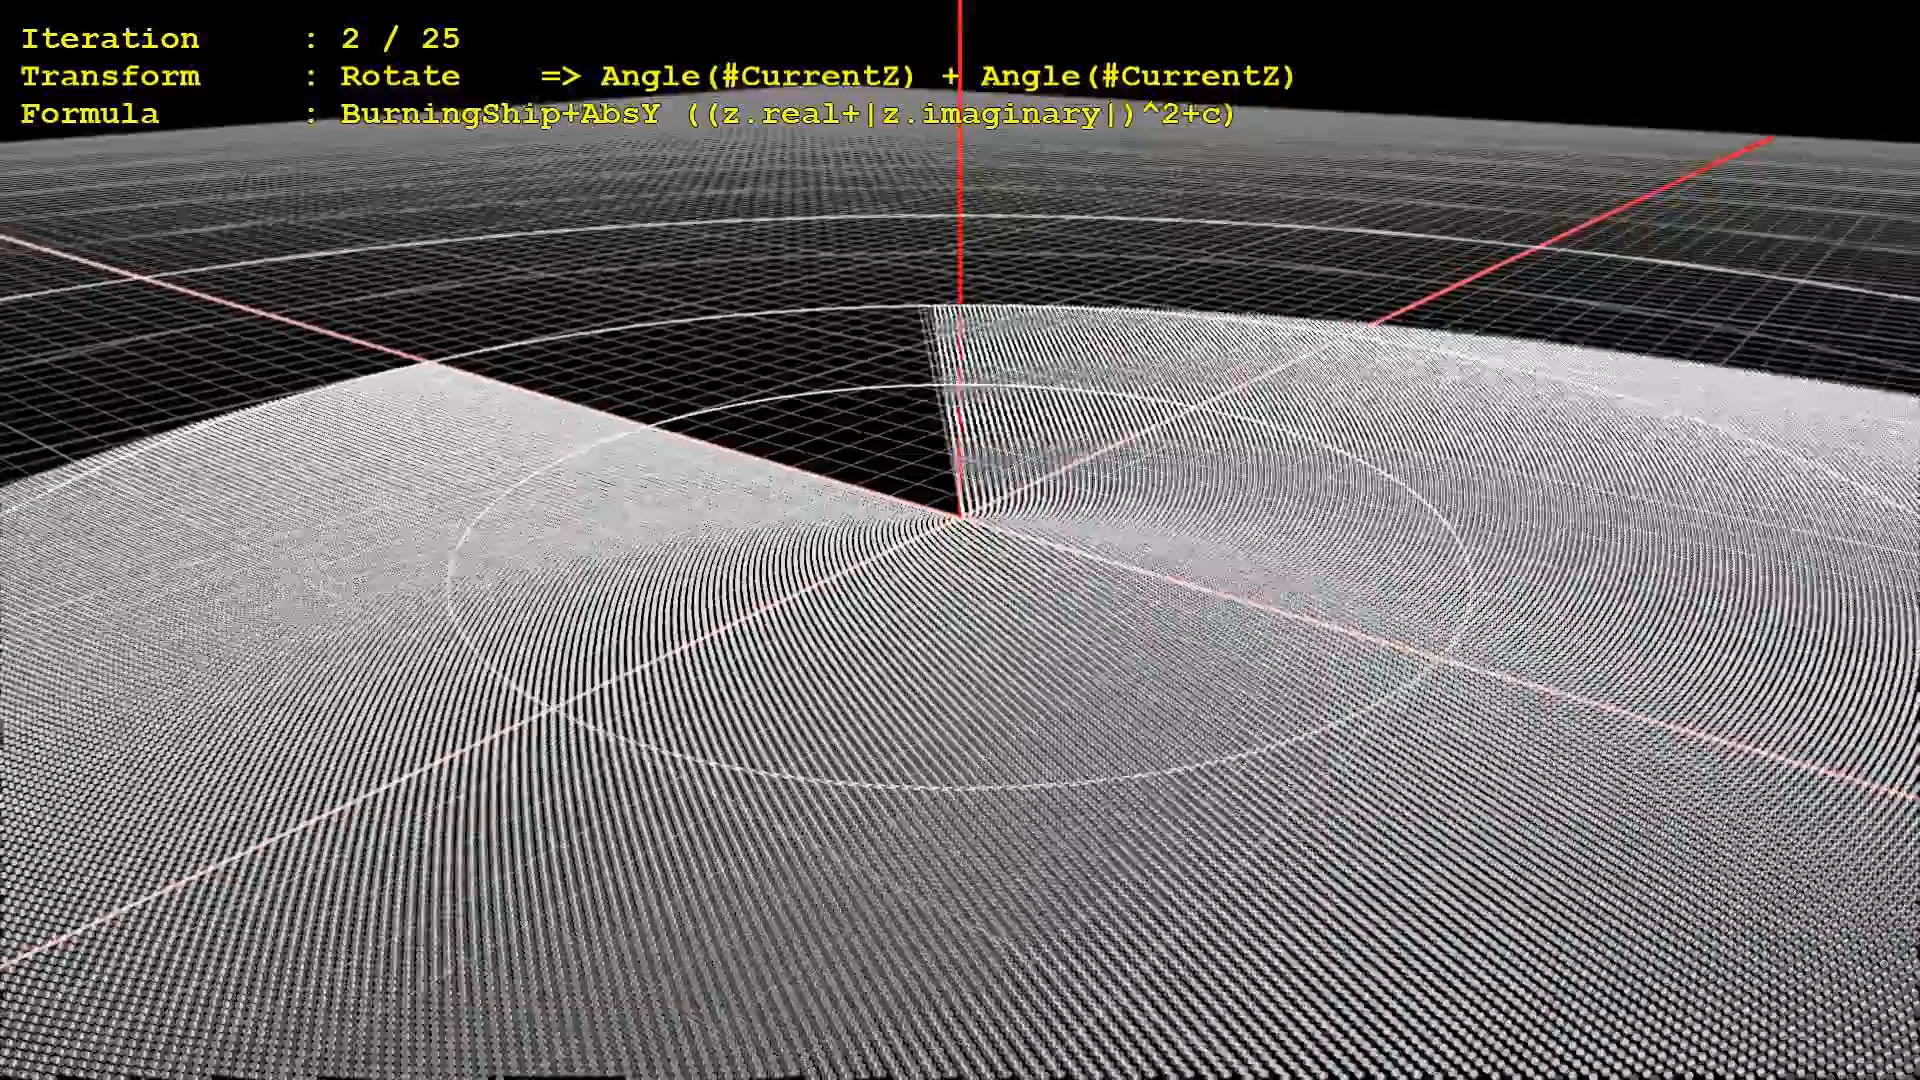 Iteration : 2 / 25
Transform : Rotate => Angle(#CurrentZ) + Angle(#CurrentZ)
Formula : BurningShip+AbsY ((z.real+|z.imaginary|)^2+c)